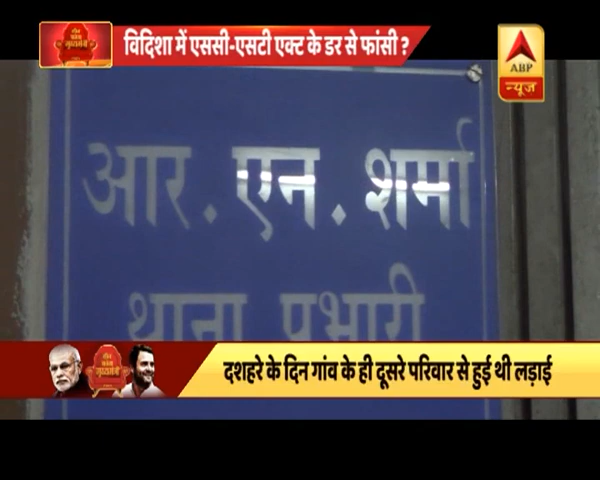 विदिशा में एससी-एसटी एक्ट के डर से फांसी ?
ABP
न्यूज़
आर. एन. शर्मा
थाना प्रभारी
दशहरे के दिन गांव के ही दूसरे परिवार से हुई थी लड़ाई